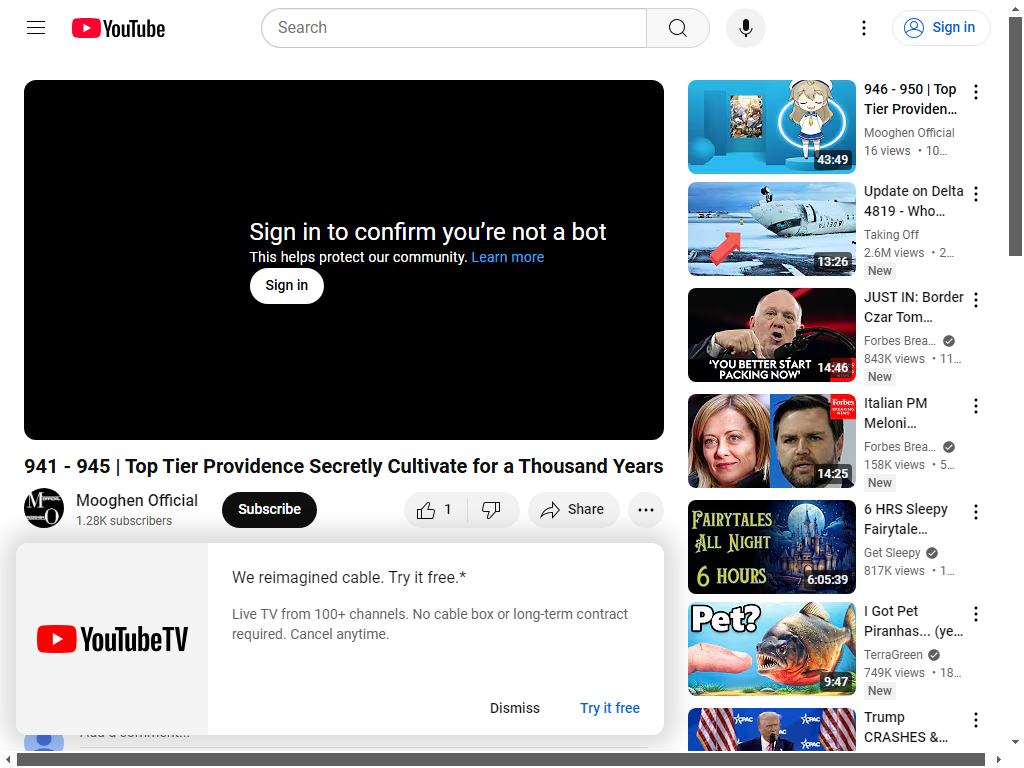 YouTube
Search
Sign in
Sign in to confirm you’re not a bot
This helps protect our community. Learn more
Sign in
941 - 945 | Top Tier Providence Secretly Cultivate for a Thousand Years
Mooghen Official
1.28K subscribers
Subscribe
1
Share
We reimagined cable. Try it free.*
Live TV from 100+ channels. No cable box or long-term contract
required. Cancel anytime.
YouTubeTV
Dismiss
Try it free
Add a comment...
43:49
946 - 950 | Top
Tier Providen…
Mooghen Official
16 views • 10…
13:26
Update on Delta
4819 - Who…
Taking Off
2.6M views • 2…
New
‘YOU BETTER START
PACKING NOW’
14:46
JUST IN: Border
Czar Tom…
Forbes Brea…
843K views • 11…
New
Forbes
BREAKING
NEWS
14:25
Italian PM
Meloni…
Forbes Brea…
158K views • 5…
New
FAIRYTALES
ALL NIGHT
6 HOURS
6:05:39
6 HRS Sleepy
Fairytale…
Get Sleepy
817K views • 1…
Pet?
9:47
I Got Pet
Piranhas... (ye…
TerraGreen
749K views • 18…
New
CPAC
CPAC
CPAC
Trump
CRASHES &…